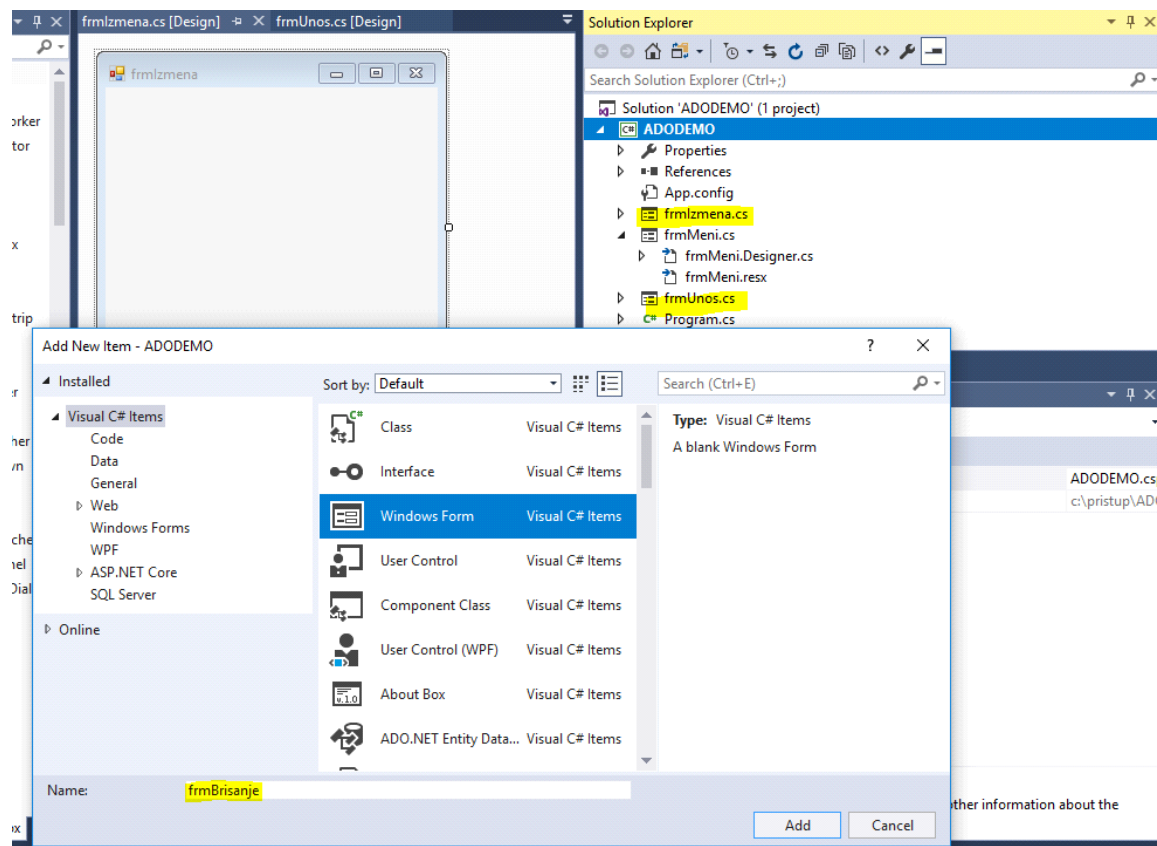 frmIzmena.cs [Design]
frmUnos.cs [Design]
frmIzmena
orker
tor
x
trip
Solution Explorer
Search Solution Explorer (Ctrl+;)
Solution 'ADODEMO' (1 project)
C# ADODEMO
Properties
References
App.config
frmIzmena.cs
frmMeni.cs
frmMeni.Designer.cs
frmMeni.resx
frmUnos.cs
C# Program.cs
Add New Item - ADODEMO
Installed
Sort by: Default
Search (Ctrl+E)
Visual C# Items
Code
Data
General
Web
Windows Forms
WPF
ASP.NET Core
SQL Server
Online
Class Visual C# Items
Interface Visual C# Items
Windows Form Visual C# Items
User Control Visual C# Items
Component Class Visual C# Items
User Control (WPF) Visual C# Items
About Box Visual C# Items
ADO.NET Entity Data... Visual C# Items
Type: Visual C# Items
A blank Windows Form
Name: frmBrisanje
Add Cancel
ADODEMO.cs
c:\pristup\AD
other information about the